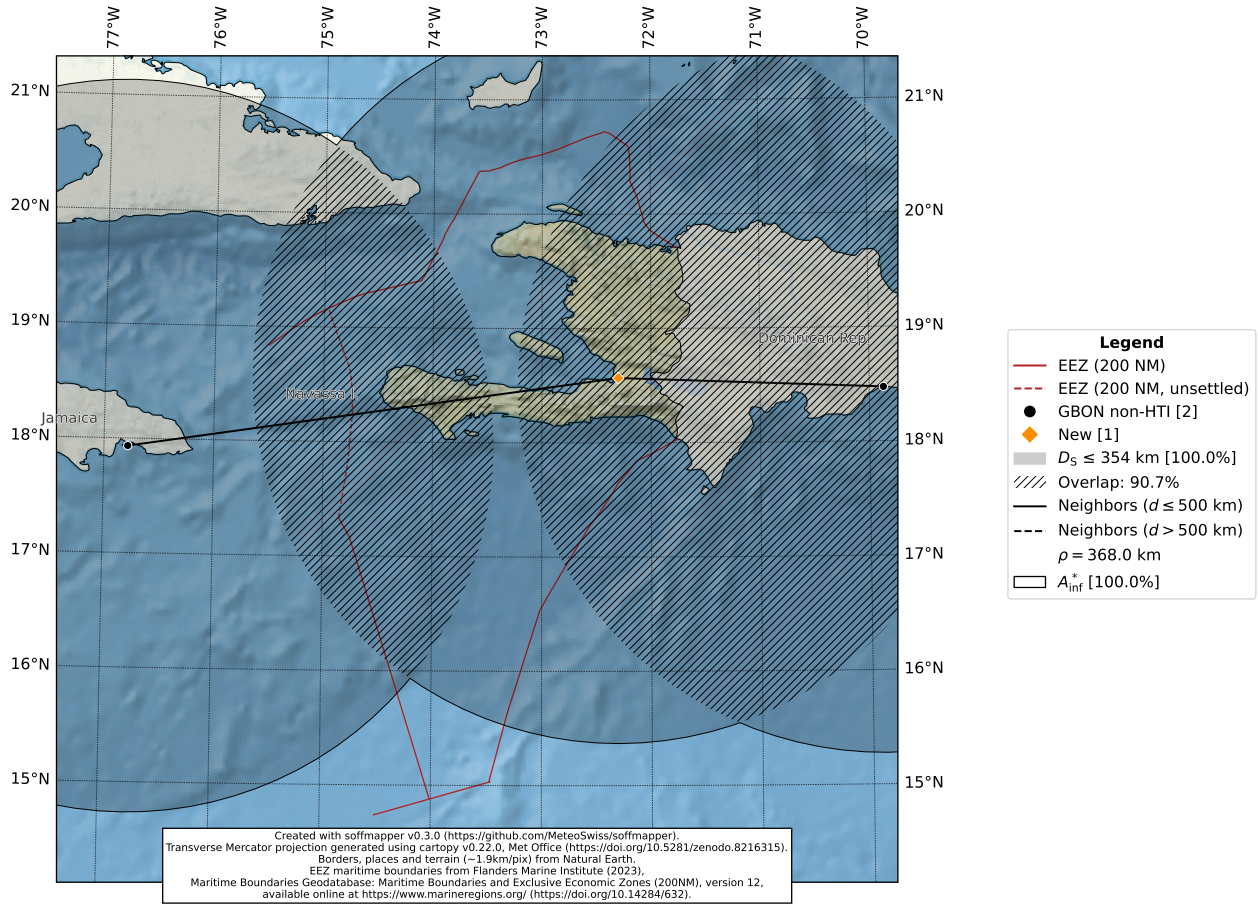 77°W 76°W 75°W 74°W 73°W 72°W 71°W 70°W
21°N 21°N
20°N 20°N
19°N 19°N
Dominican Rep.
Navassa I.
Jamaica
18°N 18°N
17°N 17°N
16°N 16°N
15°N 15°N
Legend
EEZ (200 NM)
EEZ (200 NM, unsettled)
GBON non-HTI [2]
New [1]
D_S ≤ 354 km [100.0%]
Overlap: 90.7%
Neighbors (d ≤ 500 km)
Neighbors (d > 500 km)
ρ = 368.0 km
A*_inf [100.0%]
Created with soffmapper v0.3.0 (https://github.com/MeteoSwiss/soffmapper).
Transverse Mercator projection generated using cartopy v0.22.0, Met Office (https://doi.org/10.5281/zenodo.8216315).
Borders, places and terrain (~1.9km/pix) from Natural Earth.
EEZ maritime boundaries from Flanders Marine Institute (2023),
Maritime Boundaries Geodatabase: Maritime Boundaries and Exclusive Economic Zones (200NM), version 12,
available online at https://www.marineregions.org/ (https://doi.org/10.14284/632).